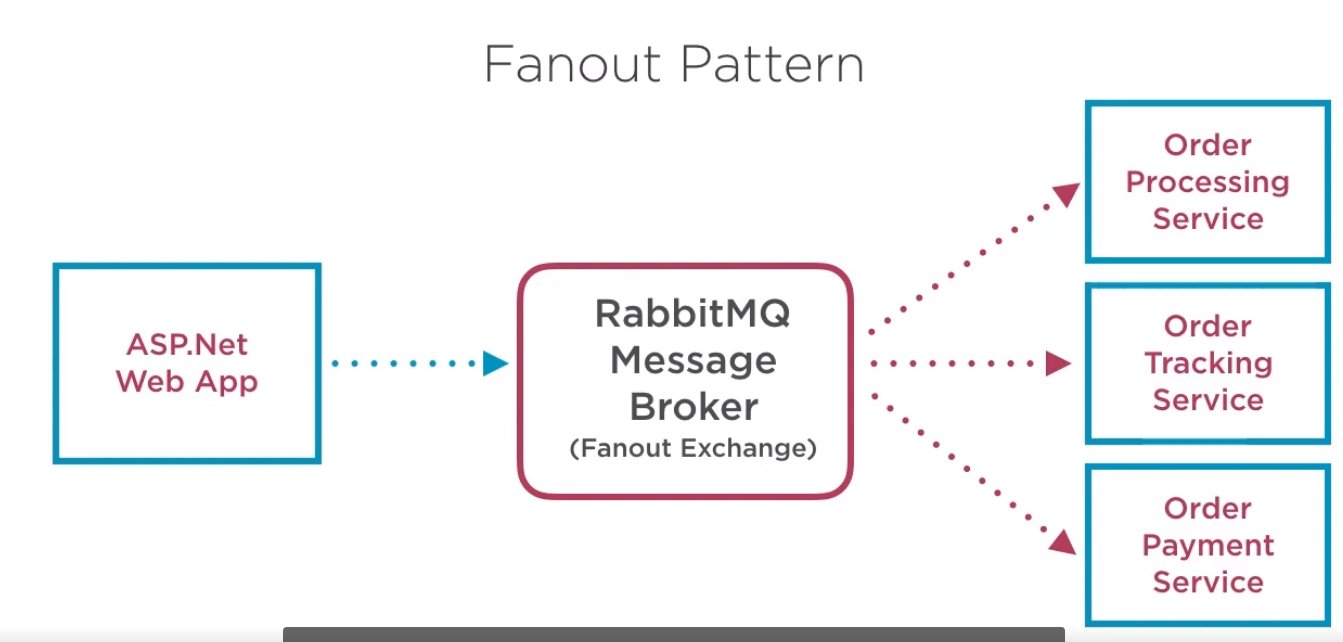 Fanout Pattern
ASP.Net
Web App
RabbitMQ
Message
Broker
(Fanout Exchange)
Order
Processing
Service
Order
Tracking
Service
Order
Payment
Service